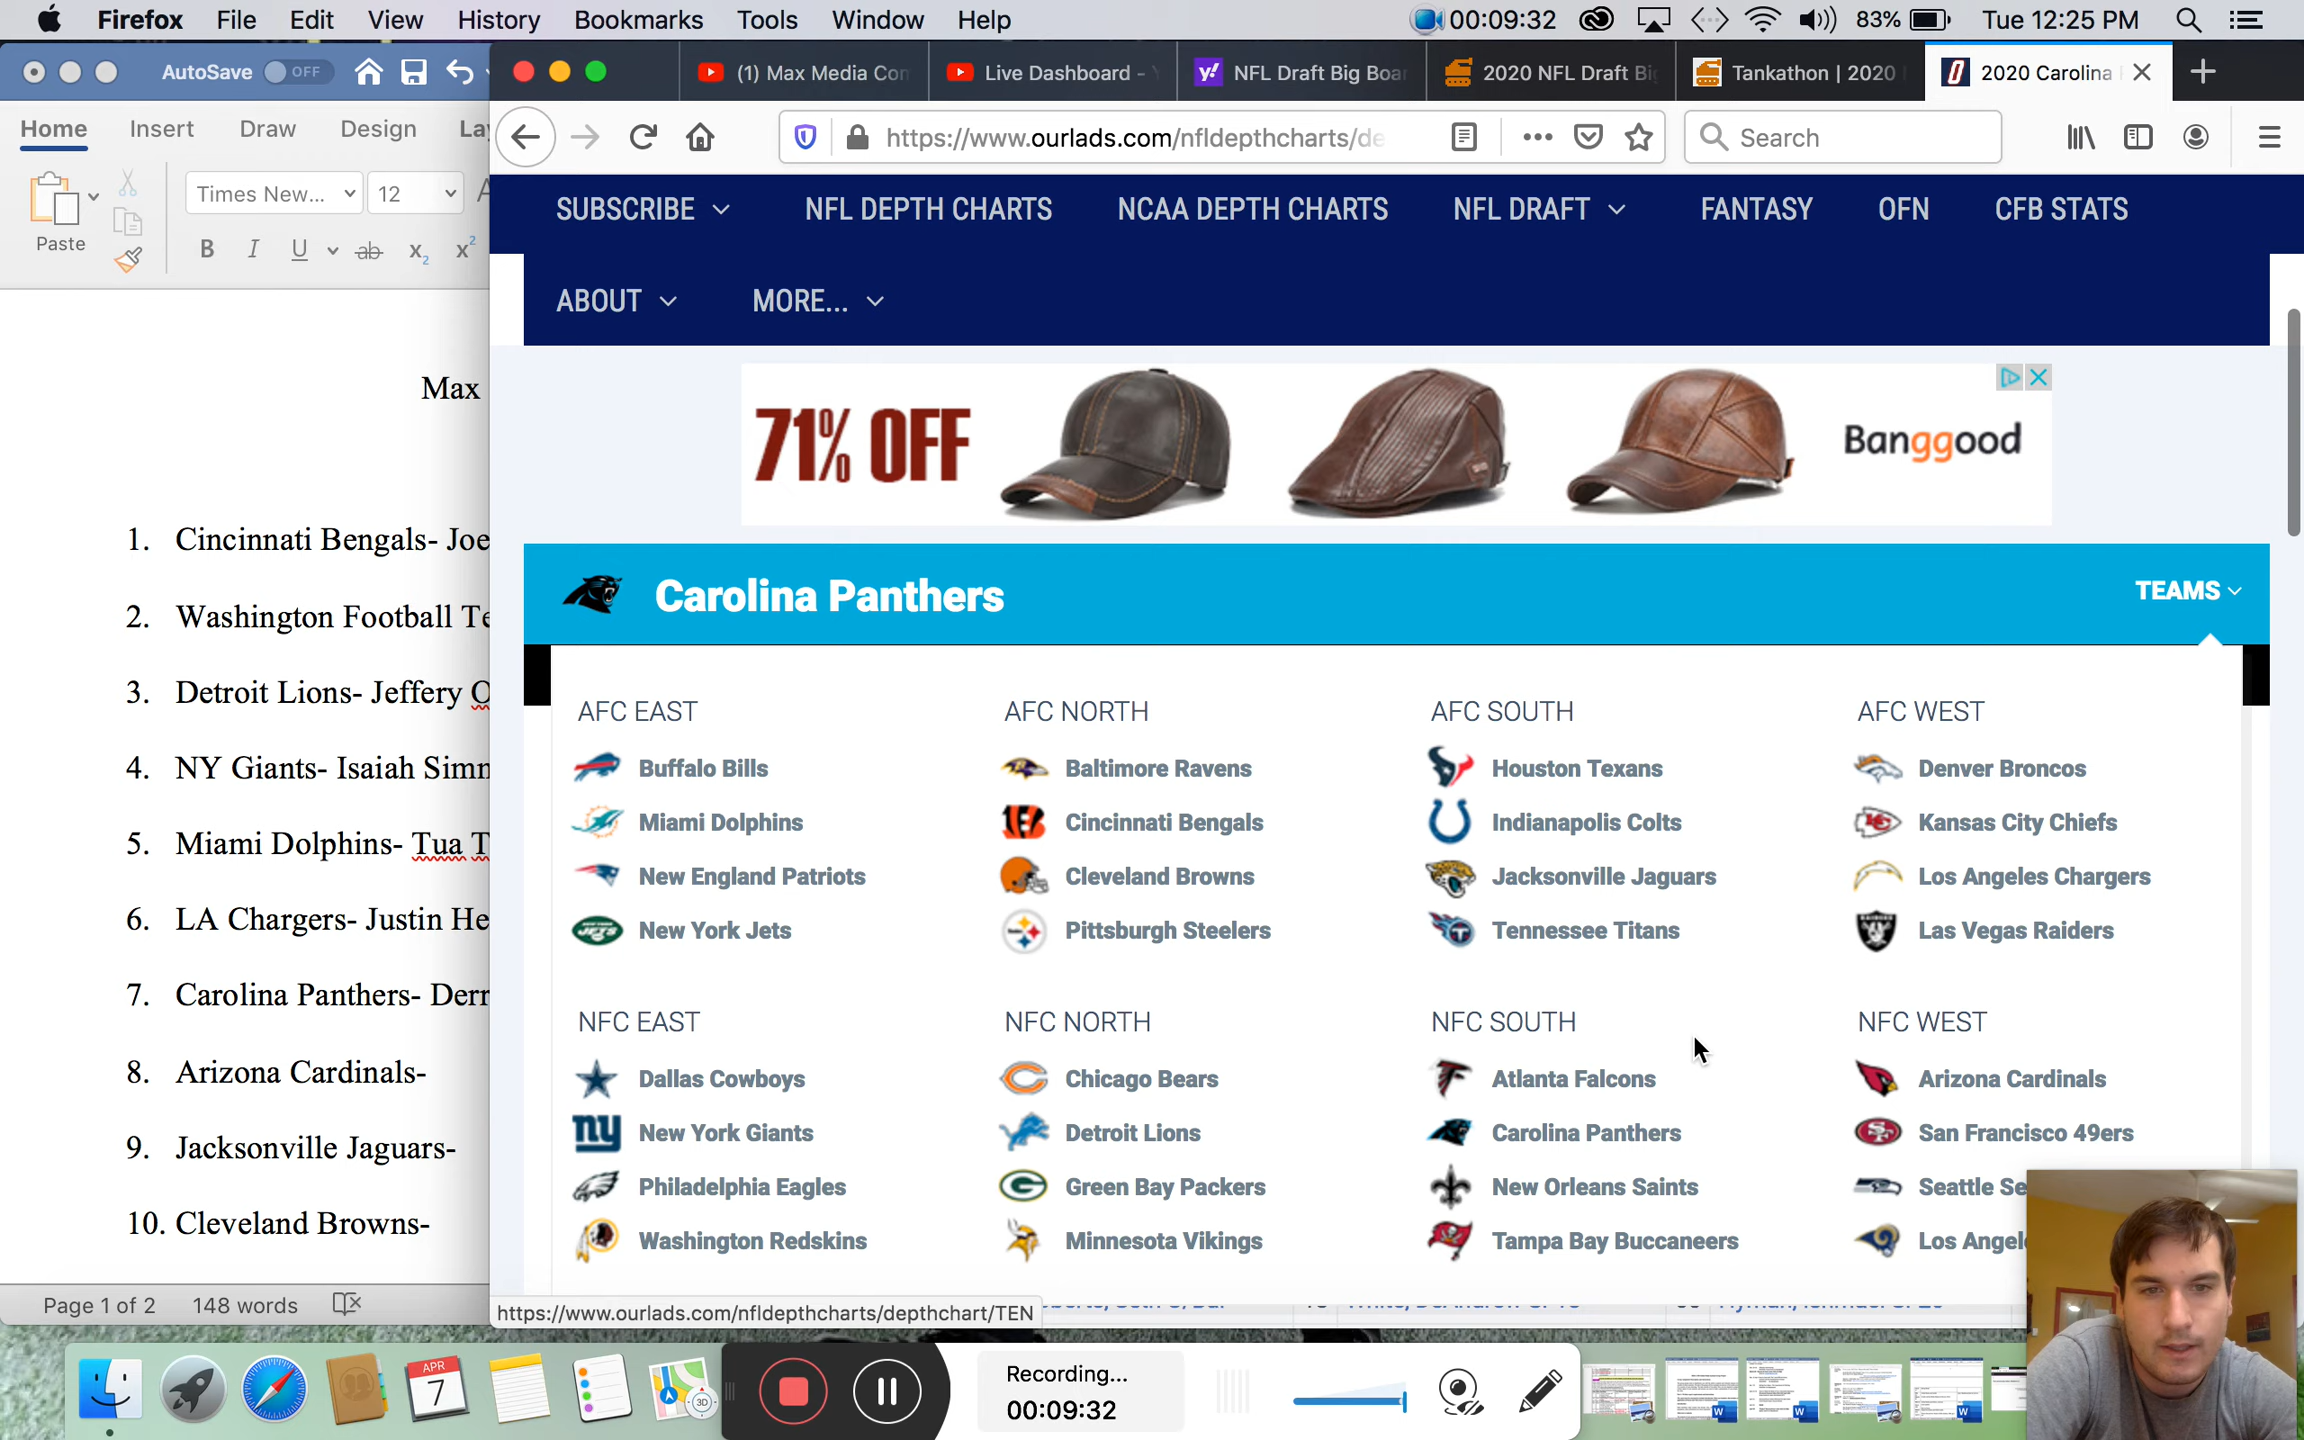 Firefox File Edit View History Bookmarks Tools Window Help 00:09:32 83% Tue 12:25 PM
AutoSave OFF
(1) Max Media Con
Live Dashboard -
NFL Draft Big Boar
2020 NFL Draft Bi
Tankathon | 2020
2020 Carolina
Home Insert Draw Design Lay
https://www.ourlads.com/nfldepthcharts/de
Search
Times New... 12
Paste
B I U ab x2 x2
SUBSCRIBE NFL DEPTH CHARTS NCAA DEPTH CHARTS NFL DRAFT FANTASY OFN CFB STATS
ABOUT MORE...
71% OFF
Banggood
Carolina Panthers TEAMS
AFC EAST AFC NORTH AFC SOUTH AFC WEST
Buffalo Bills Baltimore Ravens Houston Texans Denver Broncos
Miami Dolphins Cincinnati Bengals Indianapolis Colts Kansas City Chiefs
New England Patriots Cleveland Browns Jacksonville Jaguars Los Angeles Chargers
New York Jets Pittsburgh Steelers Tennessee Titans Las Vegas Raiders
NFC EAST NFC NORTH NFC SOUTH NFC WEST
Dallas Cowboys Chicago Bears Atlanta Falcons Arizona Cardinals
New York Giants Detroit Lions Carolina Panthers San Francisco 49ers
Philadelphia Eagles Green Bay Packers New Orleans Saints Seattle Se
Washington Redskins Minnesota Vikings Tampa Bay Buccaneers Los Angel
Max
1. Cincinnati Bengals- Joe
2. Washington Football Te
3. Detroit Lions- Jeffery O
4. NY Giants- Isaiah Simn
5. Miami Dolphins- Tua T
6. LA Chargers- Justin He
7. Carolina Panthers- Derr
8. Arizona Cardinals-
9. Jacksonville Jaguars-
10. Cleveland Browns-
Page 1 of 2 148 words
https://www.ourlads.com/nfldepthcharts/depthchart/TEN
APR
7
3D
Recording...
00:09:32